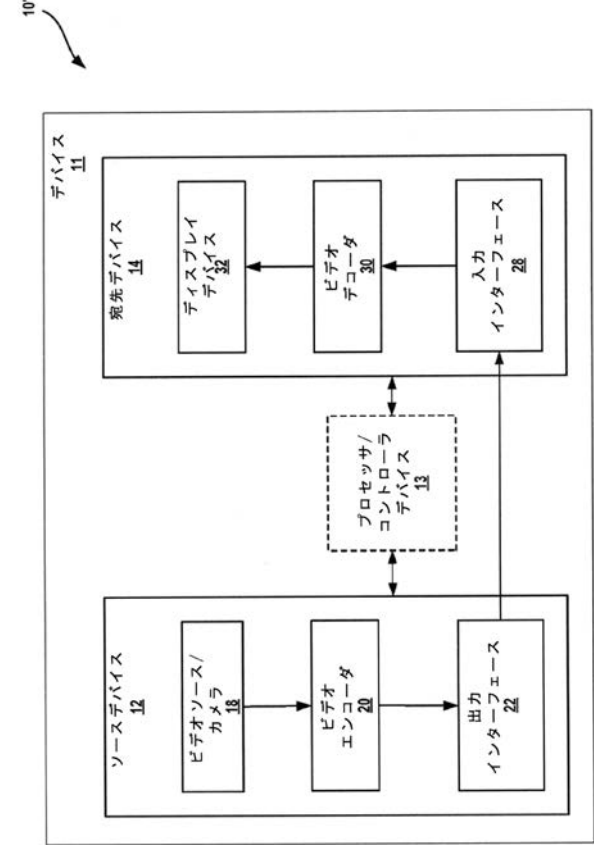 10'
デバイス
11
ソースデバイス
12
ビデオソース/
カメラ
18
ビデオ
エンコーダ
20
出力
インターフェース
22
プロセッサ/
コントローラ
デバイス
13
宛先デバイス
14
ディスプレイ
デバイス
32
ビデオ
デコーダ
30
入力
インターフェース
28